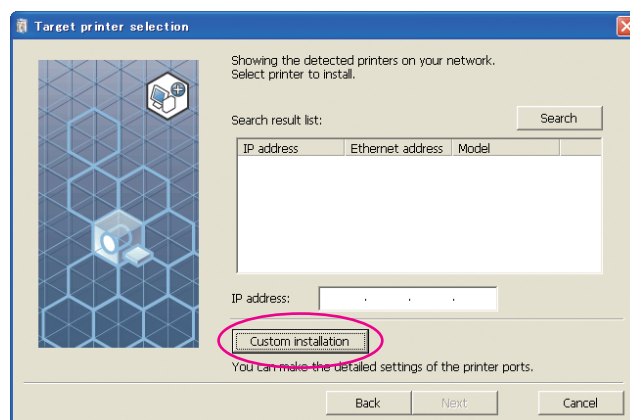 Target printer selection
Showing the detected printers on your network.
Select printer to install.
Search result list:
Search
IP address Ethernet address Model
IP address: . . .
Custom installation
You can make the detailed settings of the printer ports.
Back Next Cancel